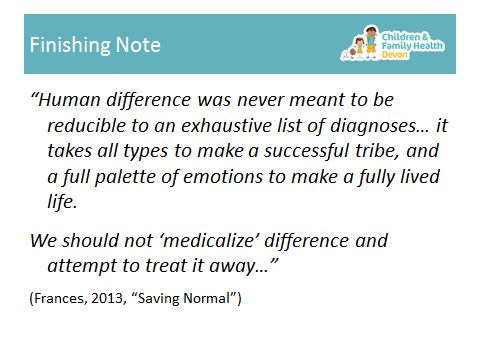 Finishing Note
Children &
Family Health
Devon
“Human difference was never meant to be
reducible to an exhaustive list of diagnoses… it
takes all types to make a successful tribe, and
a full palette of emotions to make a fully lived
life.
We should not ‘medicalize’ difference and
attempt to treat it away…”
(Frances, 2013, “Saving Normal”)